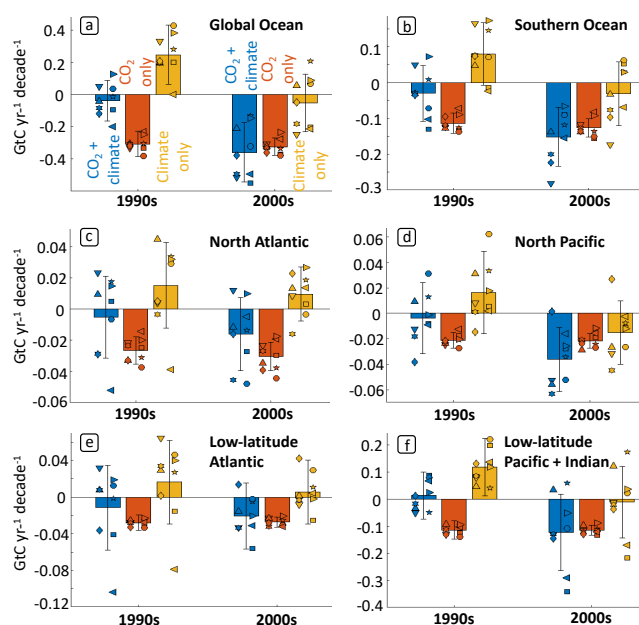 a
Global Ocean
0.4
0.2
0
-0.2
-0.4
GtC yr-¹ decade-¹
CO2 +
climate
CO2
only
Climate
only
CO2 +
climate
CO2
only
Climate
only
1990s
2000s
b
Southern Ocean
0.1
0
-0.1
-0.2
-0.3
1990s
2000s
c
North Atlantic
0.04
0.02
0
-0.02
-0.04
-0.06
GtC yr-¹ decade-¹
1990s
2000s
d
North Pacific
0.06
0.04
0.02
0
-0.02
-0.04
-0.06
-0.08
1990s
2000s
e
Low-latitude
Atlantic
0.04
0
-0.04
-0.08
-0.12
GtC yr-¹ decade-¹
1990s
2000s
f
Low-latitude
Pacific + Indian
0.2
0.1
0
-0.1
-0.2
-0.3
-0.4
1990s
2000s